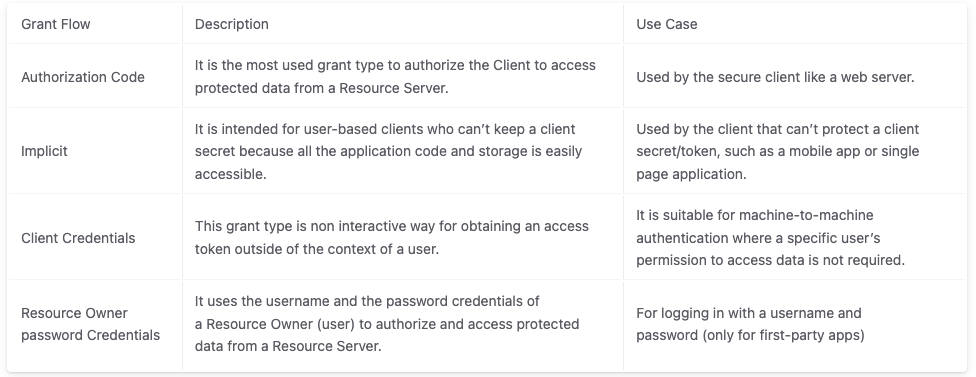 Grant Flow
Description
Use Case
Authorization Code
It is the most used grant type to authorize the Client to access
protected data from a Resource Server.
Used by the secure client like a web server.
Implicit
It is intended for user-based clients who can’t keep a client
secret because all the application code and storage is easily
accessible.
Used by the client that can’t protect a client
secret/token, such as a mobile app or single
page application.
Client Credentials
This grant type is non interactive way for obtaining an access
token outside of the context of a user.
It is suitable for machine-to-machine
authentication where a specific user’s
permission to access data is not required.
Resource Owner
password Credentials
It uses the username and the password credentials of
a Resource Owner (user) to authorize and access protected
data from a Resource Server.
For logging in with a username and
password (only for first-party apps)